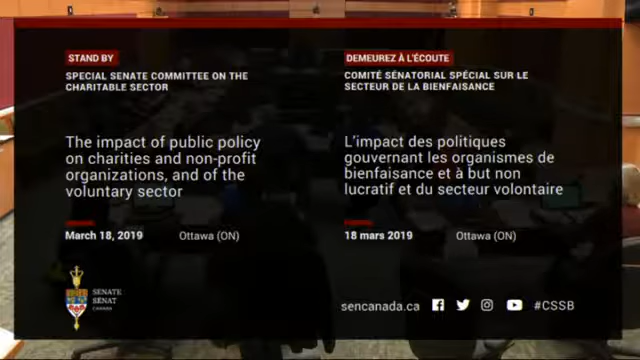 STAND BY
SPECIAL SENATE COMMITTEE ON THE
CHARITABLE SECTOR
The impact of public policy
on charities and non-profit
organizations, and of the
voluntary sector
March 18, 2019
Ottawa (ON)
DEMEUREZ À L'ÉCOUTE
COMITÉ SÉNATORIAL SPÉCIAL SUR LE
SECTEUR DE LA BIENFAISANCE
L'impact des politiques
gouvernant les organismes de
bienfaisance et à but non
lucratif et du secteur volontaire
18 mars 2019
Ottawa (ON)
SENATE
SÉNAT
CANADA
sencanada.ca
#CSSB